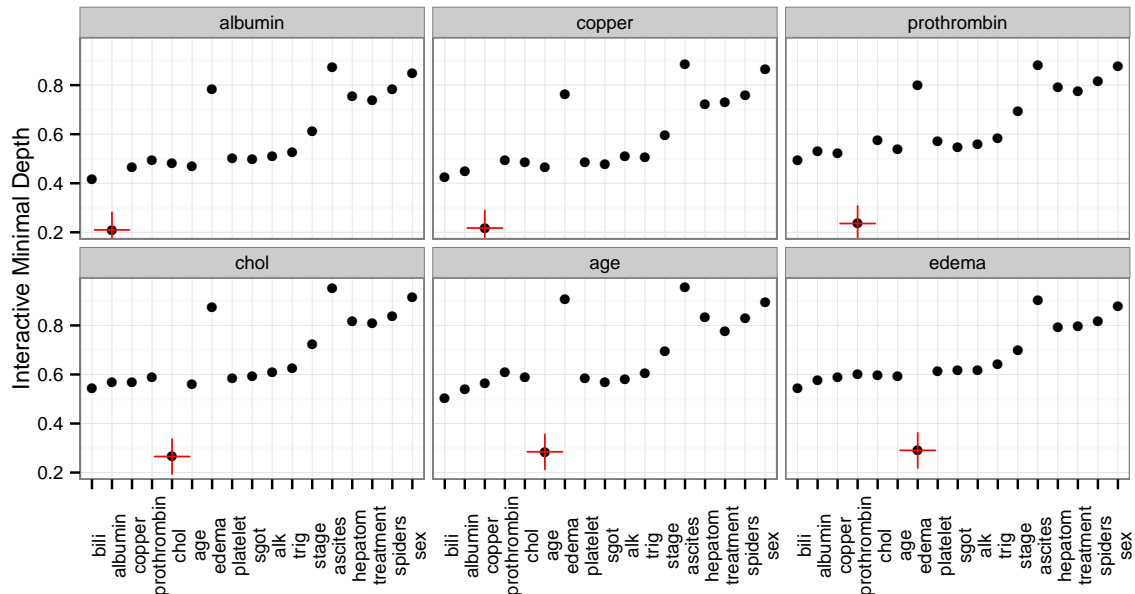 albumin copper prothrombin
0.8
0.6
0.4
0.2
Interactive Minimal Depth
chol age edema
0.8
0.6
0.4
0.2
bili albumin copper prothrombin chol age edema platelet sgot alk trig stage ascites hepatom treatment spiders sex
bili albumin copper prothrombin chol age edema platelet sgot alk trig stage ascites hepatom treatment spiders sex
bili albumin copper prothrombin chol age edema platelet sgot alk trig stage ascites hepatom treatment spiders sex